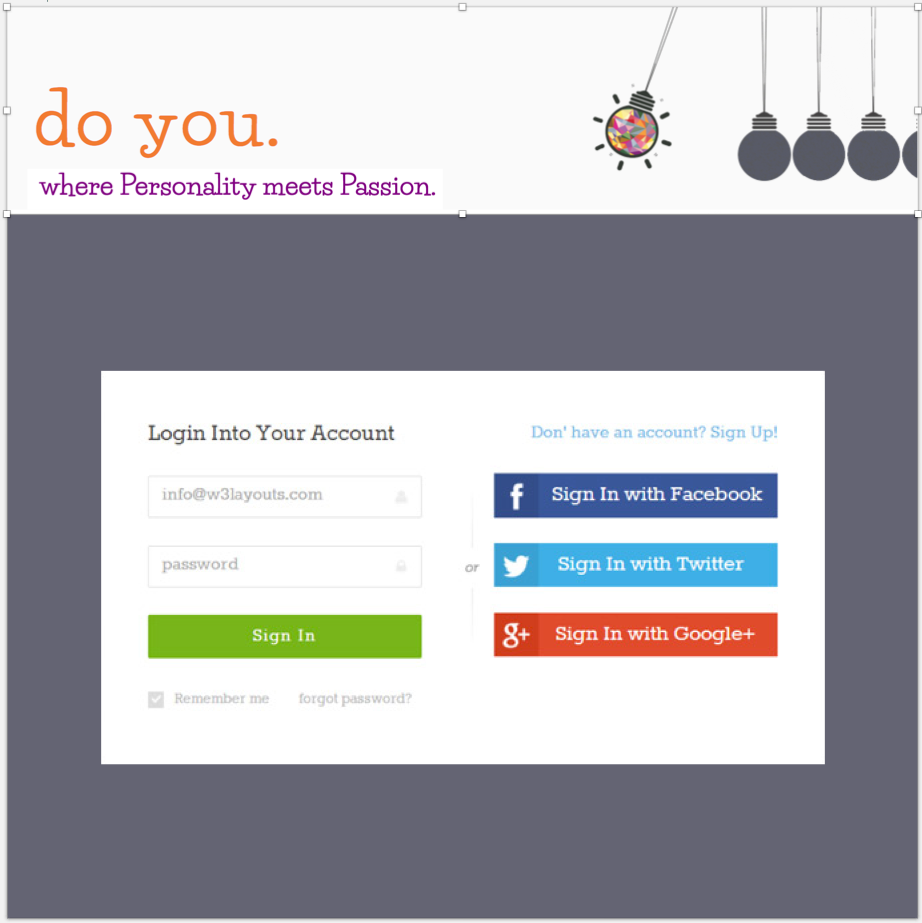 do you.
where Personality meets Passion.
Login Into Your Account
Don' have an account? Sign Up!
info@w3layouts.com
password
Sign In
Remember me
forgot password?
or
f
Sign In with Facebook
Sign In with Twitter
g+
Sign In with Google+